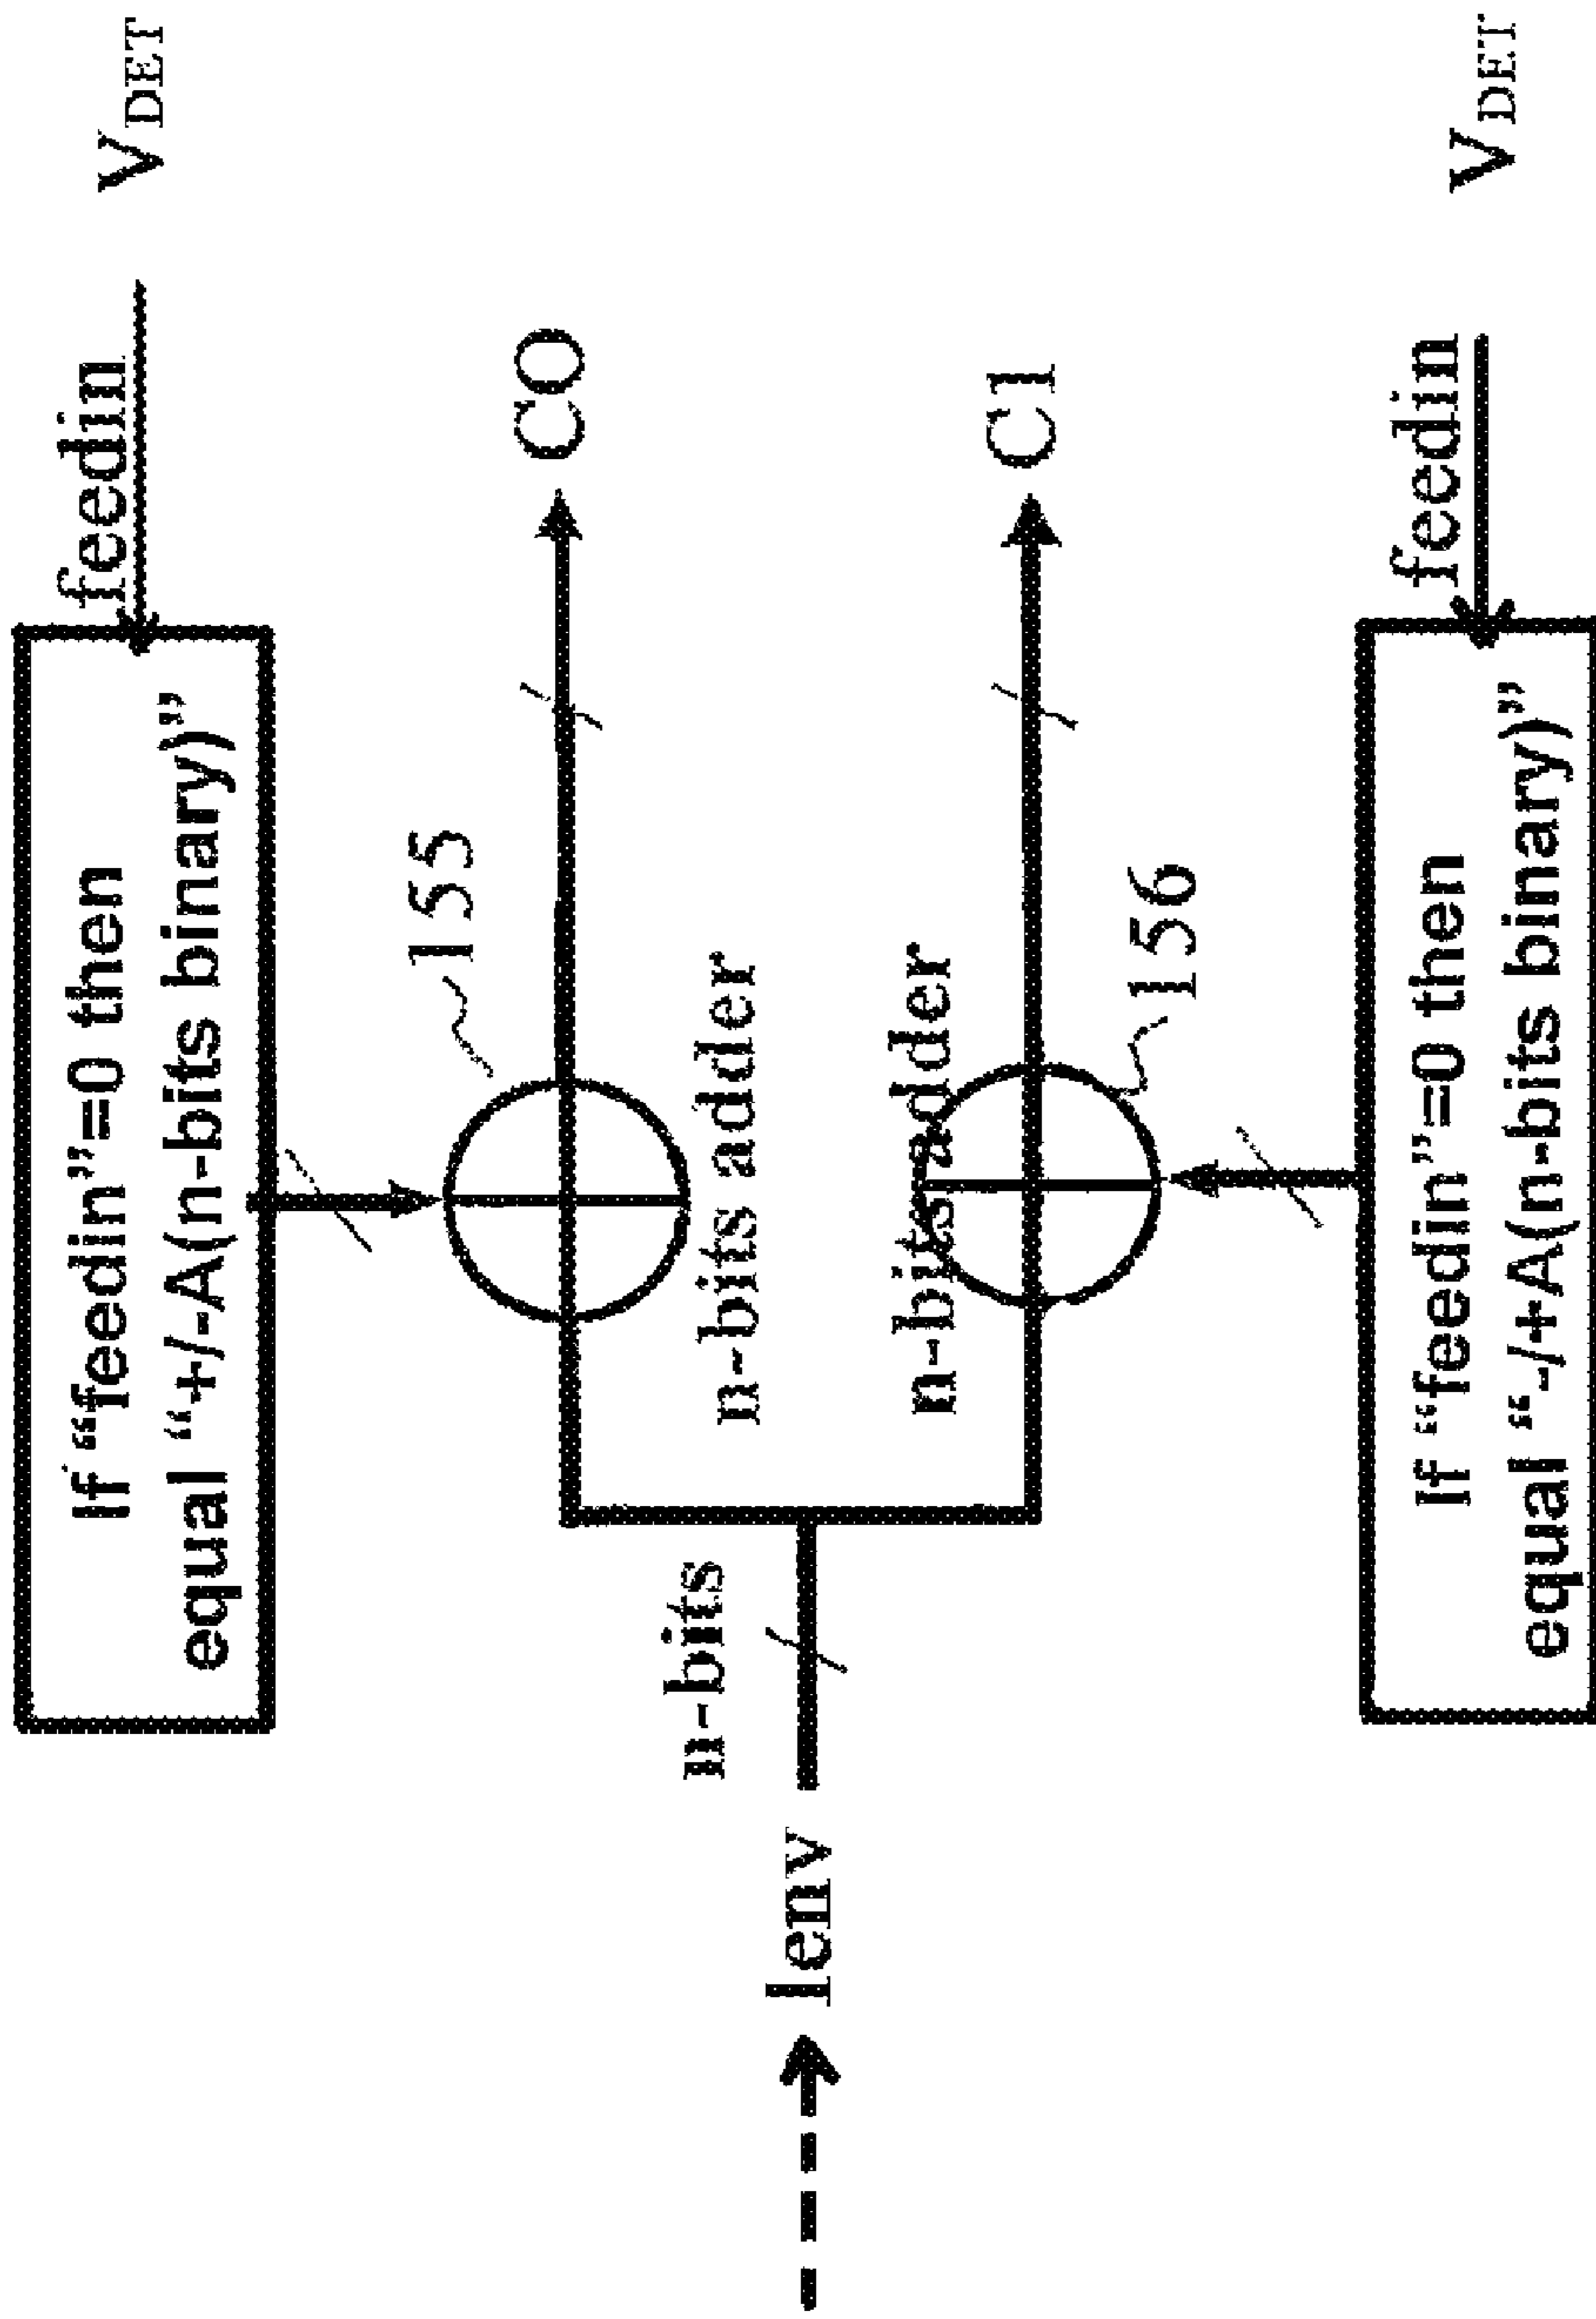 If “feedin”=0 then
equal “+/-A(n-bits binary)”
feedin
VDET
155
CO
n-bits adder
n-bits
lenv
n-bits adder
C1
156
If “feedin”=0 then
equal “-/+A(n-bits binary)”
feedin
VDET